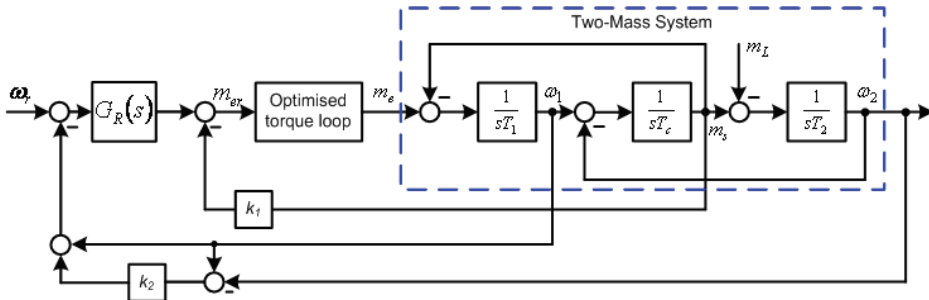 Two-Mass System
ω_r
G_R(s)
m_er
Optimised
torque loop
m_e
1
sT_1
ω_1
1
sT_c
m_s
m_L
1
sT_2
ω_2
k_1
k_2